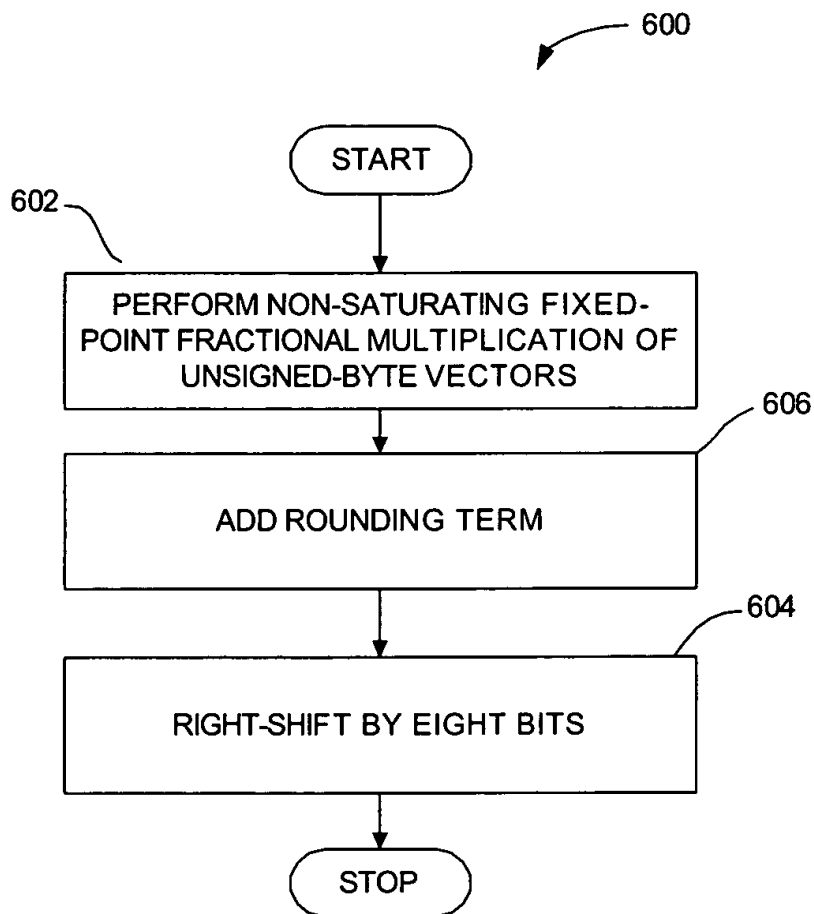 600
START
602
PERFORM NON-SATURATING FIXED-
POINT FRACTIONAL MULTIPLICATION OF
UNSIGNED-BYTE VECTORS
606
ADD ROUNDING TERM
604
RIGHT-SHIFT BY EIGHT BITS
STOP